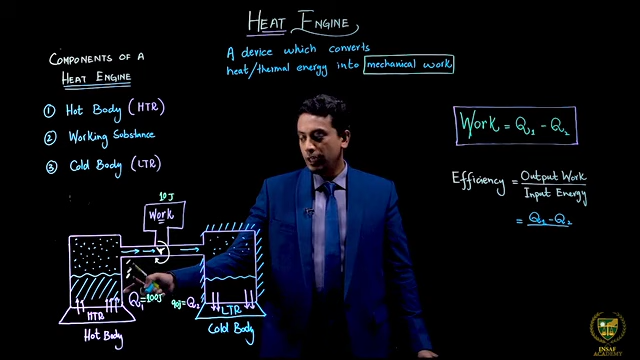 HEAT ENGINE
A device which converts
heat/thermal energy into mechanical work
COMPONENTS OF A
HEAT ENGINE
① Hot Body (HTR)
② Working Substance
③ Cold Body (LTR)
Work = Q₁ - Q₂
Efficiency = Output Work
Input Energy
= Q₁ - Q₂
10J
Work
Q₁ = 100J
90J = Q₂
HTR
LTR
Hot Body
Cold Body
INSAF
ACADEMY